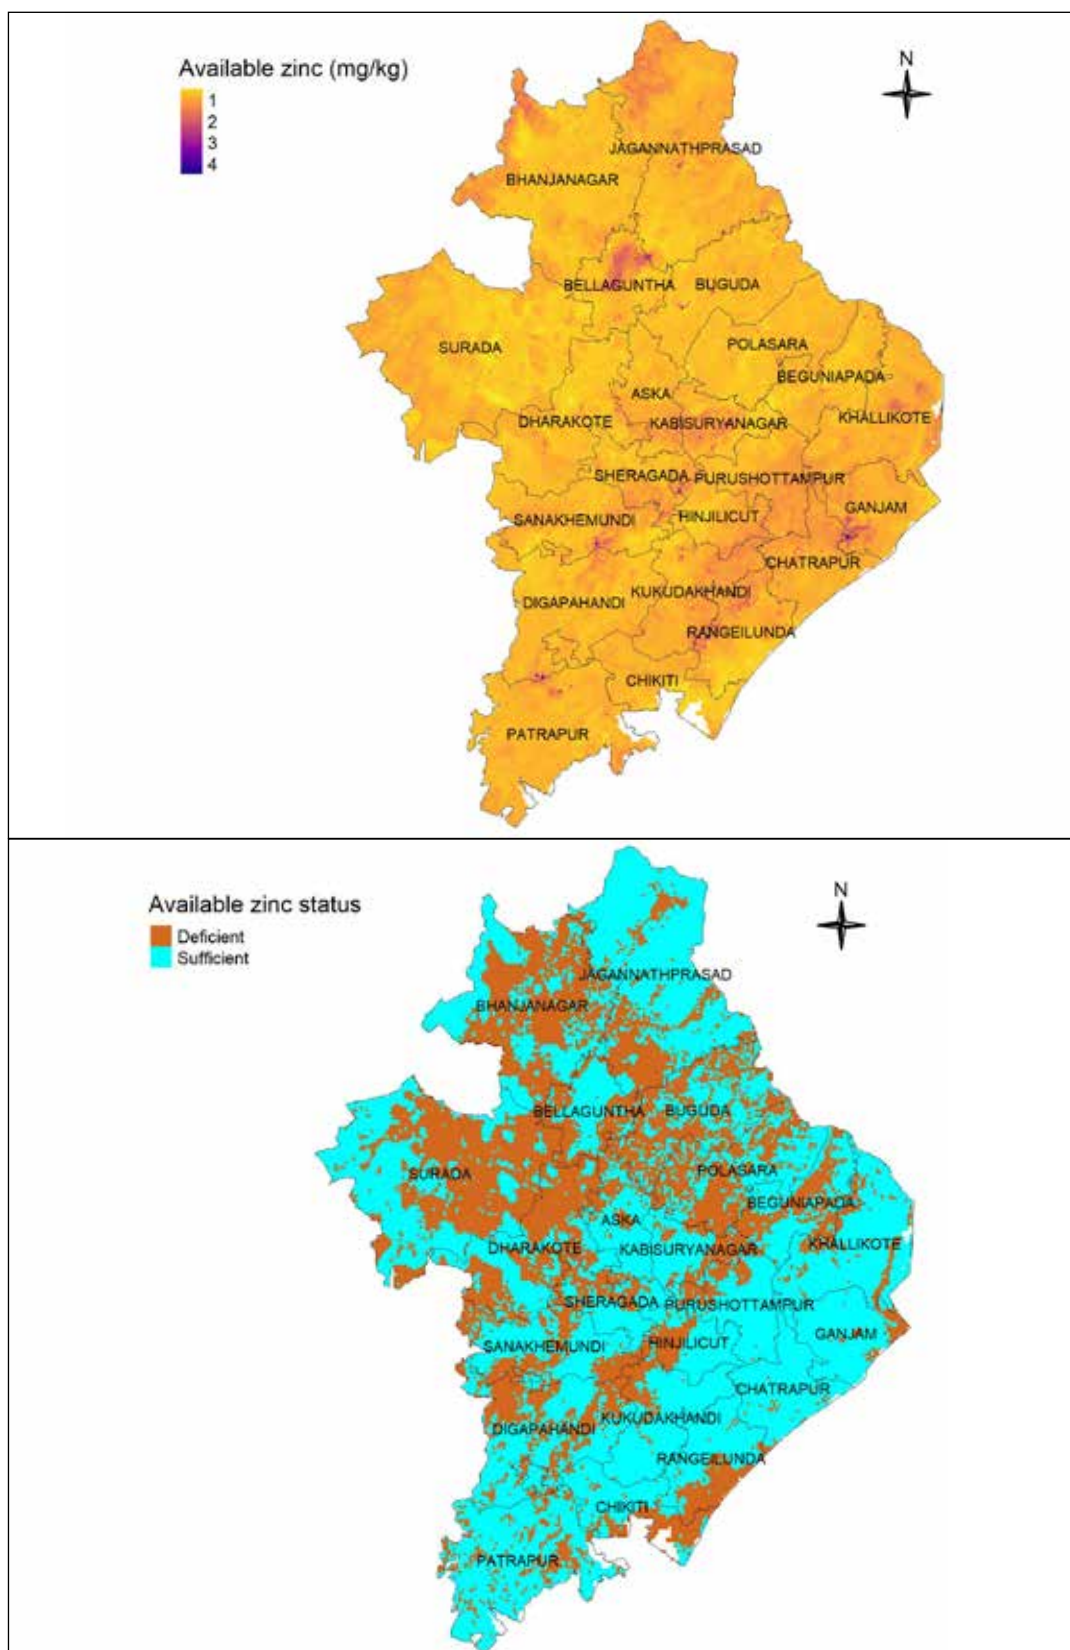 Available zinc (mg/kg)
1
2
3
4
N
JAGANNATHPRASAD
BHANJANAGAR
BELLAGUNTHA
BUGUDA
SURADA
POLASARA
BEGUNIAPADA
ASKA
DHARAKOTE
KABISURYANAGAR
KHALLIKOTE
SHERAGADA
PURUSHOTTAMPUR
GANJAM
SANAKHEMUNDI
HINJILICUT
CHATRAPUR
DIGAPAHANDI
KUKUDAKHANDI
RANGEILUNDA
CHIKITI
PATRAPUR
Available zinc status
Deficient
Sufficient
N
JAGANNATHPRASAD
BHANJANAGAR
BELLAGUNTHA
BUGUDA
SURADA
POLASARA
BEGUNIAPADA
ASKA
DHARAKOTE
KABISURYANAGAR
KHALLIKOTE
SHERAGADA
PURUSHOTTAMPUR
GANJAM
SANAKHEMUNDI
HINJILICUT
CHATRAPUR
KUKUDAKHANDI
DIGAPAHANDI
RANGEILUNDA
CHIKITI
PATRAPUR